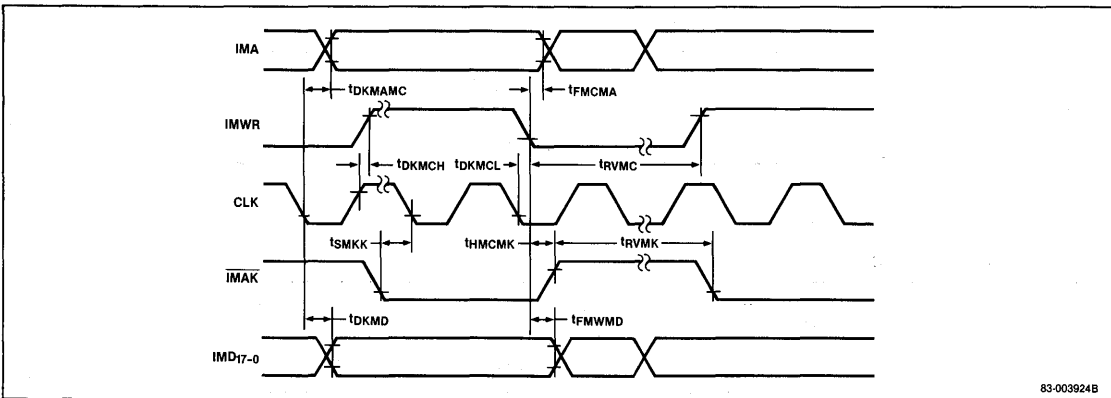 IMA
tDKMAMC
tFMCMA
IMWR
tDKMCH
tDKMCL
tRVMC
CLK
tSMKK
tHMCMK
tRVMK
IMAK
tDKMD
tFMWMD
IMD17-0
83-003924B